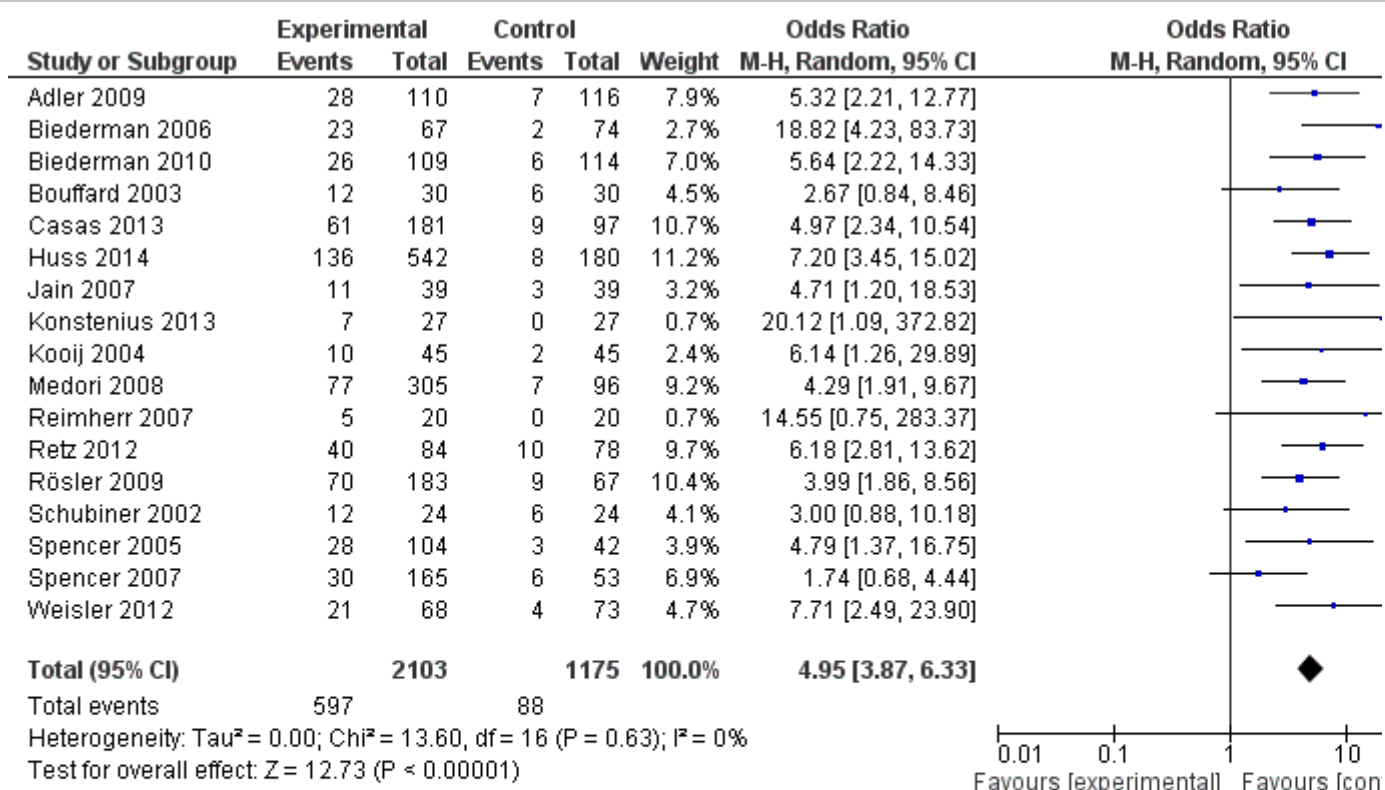 Experimental Control Odds Ratio Odds Ratio
Study or Subgroup Events Total Events Total Weight M-H, Random, 95% CI M-H, Random, 95% CI
Adler 2009 28 110 7 116 7.9% 5.32 [2.21, 12.77]
Biederman 2006 23 67 2 74 2.7% 18.82 [4.23, 83.73]
Biederman 2010 26 109 6 114 7.0% 5.64 [2.22, 14.33]
Bouffard 2003 12 30 6 30 4.5% 2.67 [0.84, 8.46]
Casas 2013 61 181 9 97 10.7% 4.97 [2.34, 10.54]
Huss 2014 136 542 8 180 11.2% 7.20 [3.45, 15.02]
Jain 2007 11 39 3 39 3.2% 4.71 [1.20, 18.53]
Konstenius 2013 7 27 0 27 0.7% 20.12 [1.09, 372.82]
Kooij 2004 10 45 2 45 2.4% 6.14 [1.26, 29.89]
Medori 2008 77 305 7 96 9.2% 4.29 [1.91, 9.67]
Reimherr 2007 5 20 0 20 0.7% 14.55 [0.75, 283.37]
Retz 2012 40 84 10 78 9.7% 6.18 [2.81, 13.62]
Rösler 2009 70 183 9 67 10.4% 3.99 [1.86, 8.56]
Schubiner 2002 12 24 6 24 4.1% 3.00 [0.88, 10.18]
Spencer 2005 28 104 3 42 3.9% 4.79 [1.37, 16.75]
Spencer 2007 30 165 6 53 6.9% 1.74 [0.68, 4.44]
Weisler 2012 21 68 4 73 4.7% 7.71 [2.49, 23.90]
Total (95% CI) 2103 1175 100.0% 4.95 [3.87, 6.33]
Total events 597 88
Heterogeneity: Tau² = 0.00; Chi² = 13.60, df = 16 (P = 0.63); I² = 0%
Test for overall effect: Z = 12.73 (P < 0.00001)
0.01 0.1 1 10
Favours [experimental] Favours [con